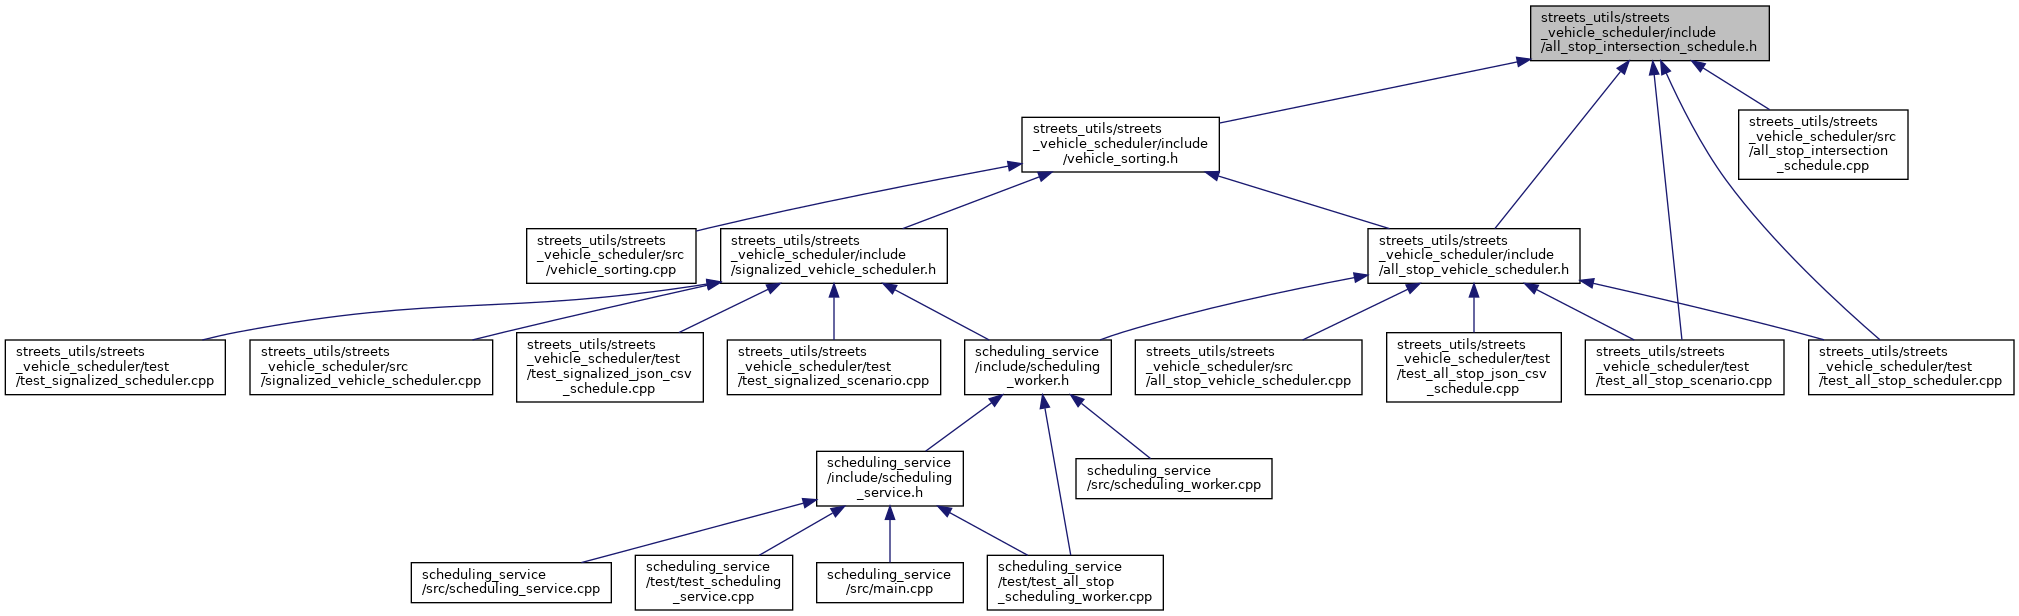 streets_utils/streets
_vehicle_scheduler/include
/all_stop_intersection_schedule.h
streets_utils/streets
_vehicle_scheduler/include
/vehicle_sorting.h
streets_utils/streets
_vehicle_scheduler/src
/all_stop_intersection
_schedule.cpp
streets_utils/streets
_vehicle_scheduler/src
/vehicle_sorting.cpp
streets_utils/streets
_vehicle_scheduler/include
/signalized_vehicle_scheduler.h
streets_utils/streets
_vehicle_scheduler/include
/all_stop_vehicle_scheduler.h
streets_utils/streets
_vehicle_scheduler/test
/test_signalized_scheduler.cpp
streets_utils/streets
_vehicle_scheduler/src
/signalized_vehicle_scheduler.cpp
streets_utils/streets
_vehicle_scheduler/test
/test_signalized_json_csv
_schedule.cpp
streets_utils/streets
_vehicle_scheduler/test
/test_signalized_scenario.cpp
scheduling_service
/include/scheduling
_worker.h
streets_utils/streets
_vehicle_scheduler/src
/all_stop_vehicle_scheduler.cpp
streets_utils/streets
_vehicle_scheduler/test
/test_all_stop_json_csv
_schedule.cpp
streets_utils/streets
_vehicle_scheduler/test
/test_all_stop_scenario.cpp
streets_utils/streets
_vehicle_scheduler/test
/test_all_stop_scheduler.cpp
scheduling_service
/include/scheduling
_service.h
scheduling_service
/src/scheduling_worker.cpp
scheduling_service
/src/scheduling_service.cpp
scheduling_service
/test/test_scheduling
_service.cpp
scheduling_service
/src/main.cpp
scheduling_service
/test/test_all_stop
_scheduling_worker.cpp